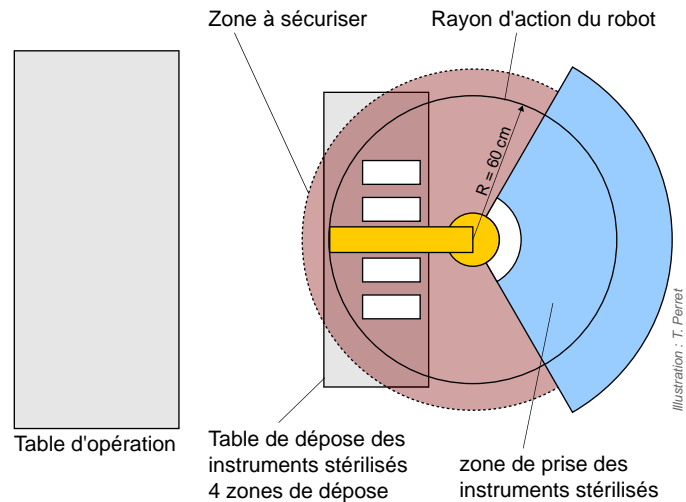 Zone à sécuriser
Rayon d'action du robot
R = 60 cm
Illustration : T. Perret
Table d'opération
Table de dépose des
instruments stérilisés
4 zones de dépose
zone de prise des
instruments stérilisés